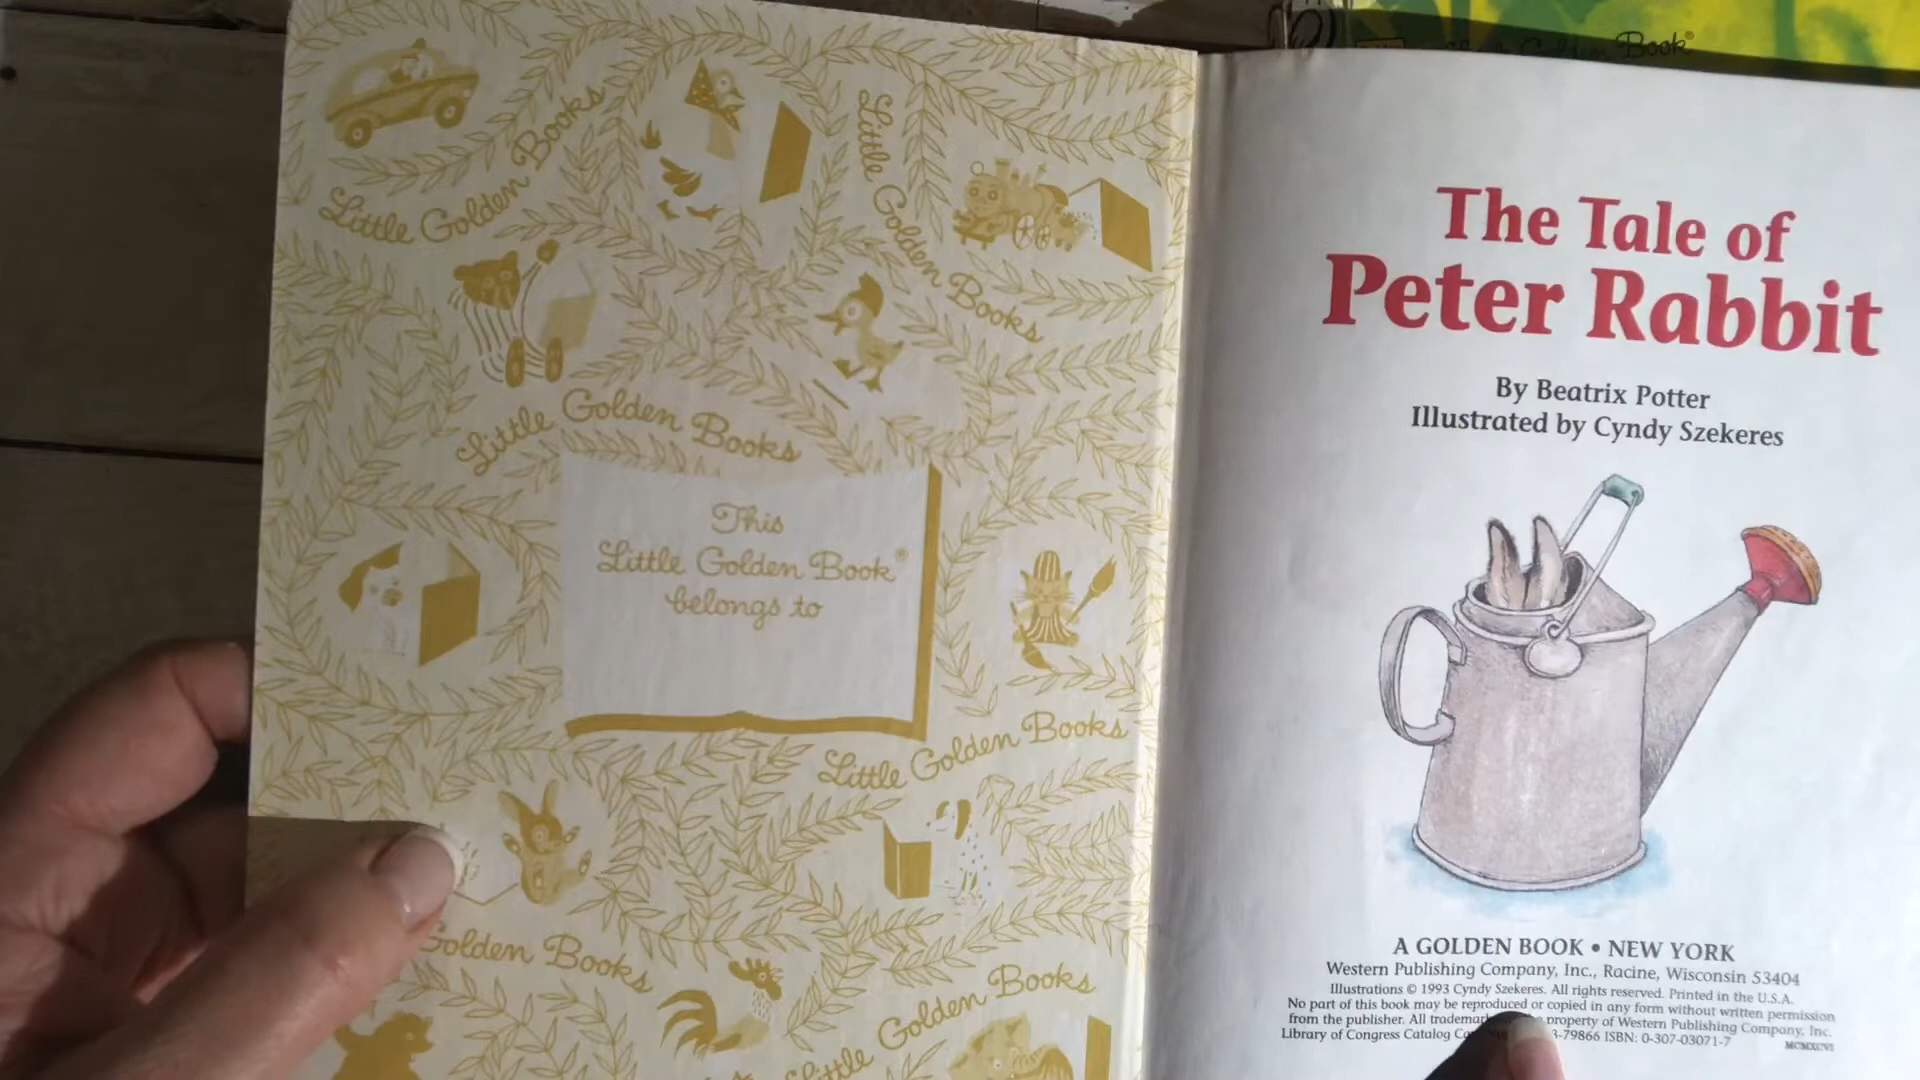 Little Golden Books
Little Golden Books
Little Golden Books
This
Little Golden Book®
belongs to
Little Golden Books
Golden Books
Little Golden Books
Golden Book®
The Tale of
Peter Rabbit
By Beatrix Potter
Illustrated by Cyndy Szekeres
A GOLDEN BOOK • NEW YORK
Western Publishing Company, Inc., Racine, Wisconsin 53404
Illustrations © 1993 Cyndy Szekeres. All rights reserved. Printed in the U.S.A.
No part of this book may be reproduced or copied in any form without written permission
from the publisher. All property of Western Publishing Company, Inc.
Library of Congress Catalog 3-79866 ISBN: 0-307-03071-7
MCMXCVI